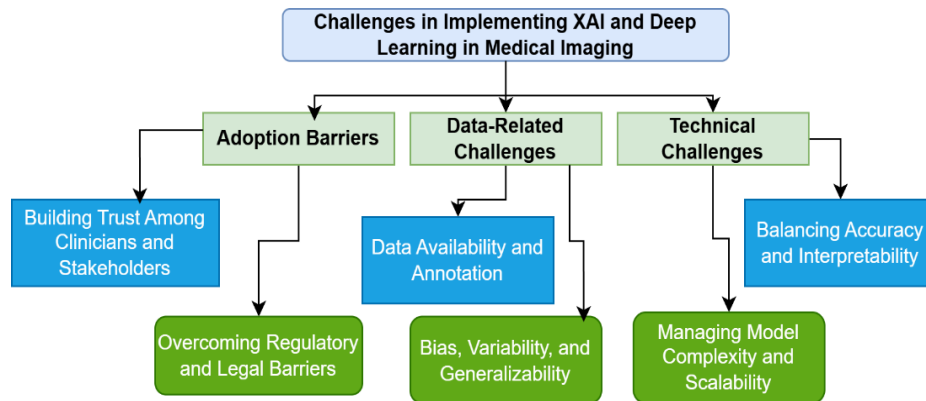 Challenges in Implementing XAI and Deep
Learning in Medical Imaging
Adoption Barriers
Data-Related
Challenges
Technical
Challenges
Building Trust Among
Clinicians and
Stakeholders
Data Availability and
Annotation
Balancing Accuracy
and Interpretability
Overcoming Regulatory
and Legal Barriers
Bias, Variability, and
Generalizability
Managing Model
Complexity and
Scalability